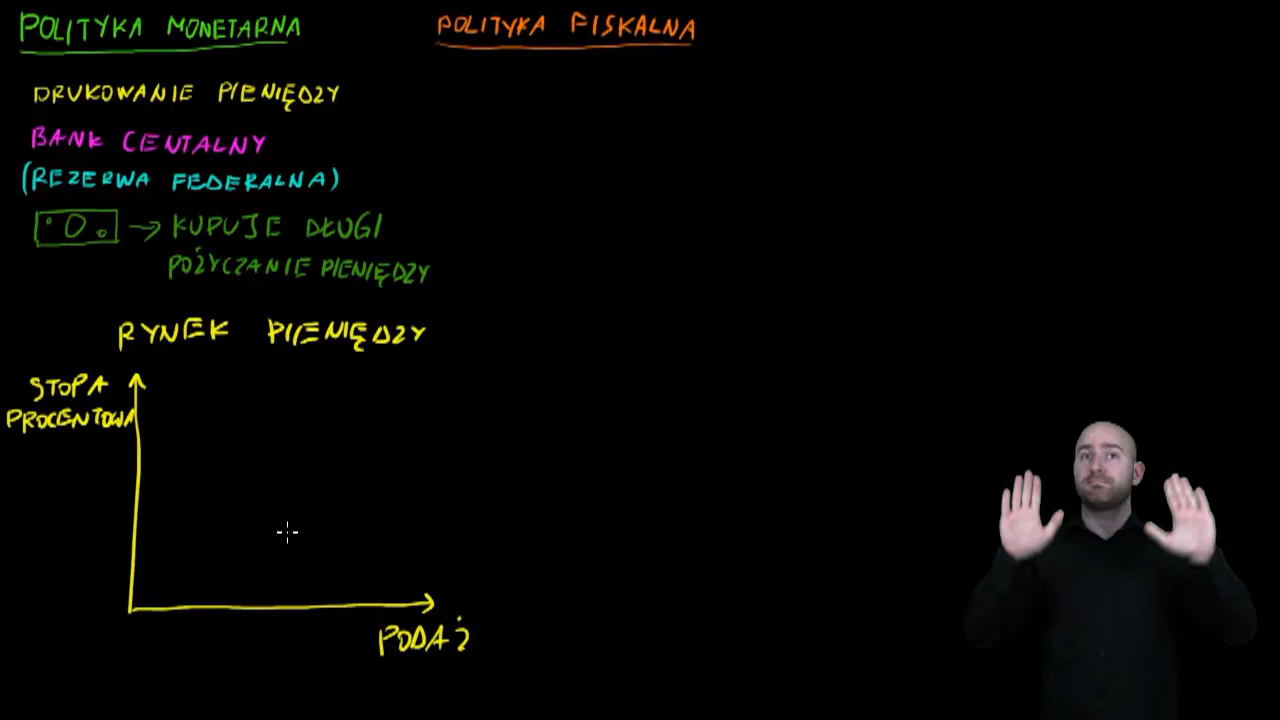 POLITYKA MONETARNA
POLITYKA FISKALNA
DRUKOWANIE PIENIĘDZY
BANK CENTALNY
(REZERWA FEDERALNA)
→ KUPUJE DŁUGI
POŻYCZANIE PIENIĘDZY
RYNEK PIENIĘDZY
STOPA
PROCENTOWA
PODAŻ